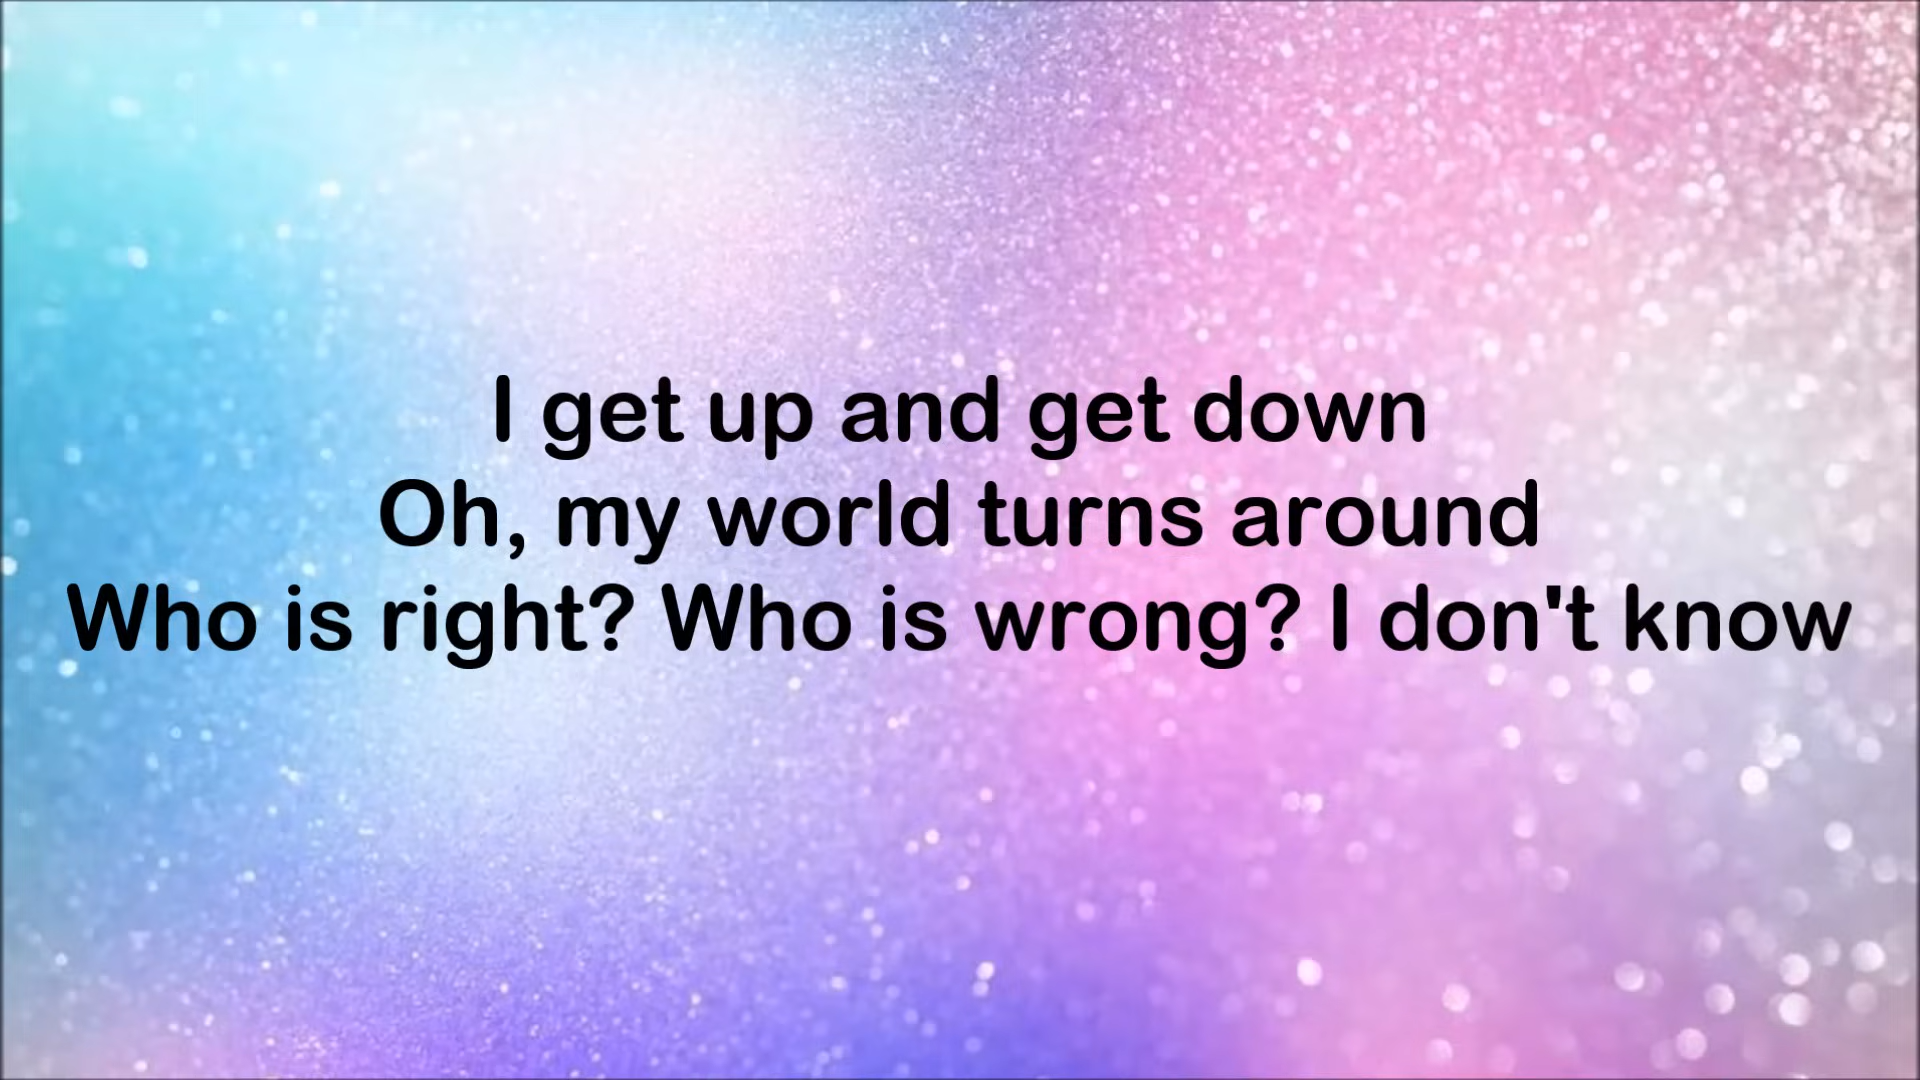 I get up and get down
Oh, my world turns around
Who is right? Who is wrong? I don't know